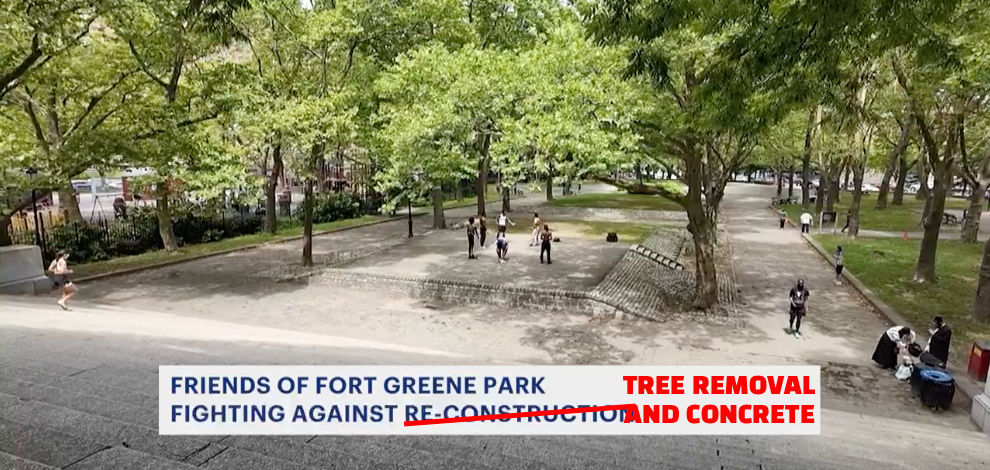 FRIENDS OF FORT GREENE PARK TREE REMOVAL
FIGHTING AGAINST RE-CONSTRUCTION AND CONCRETE